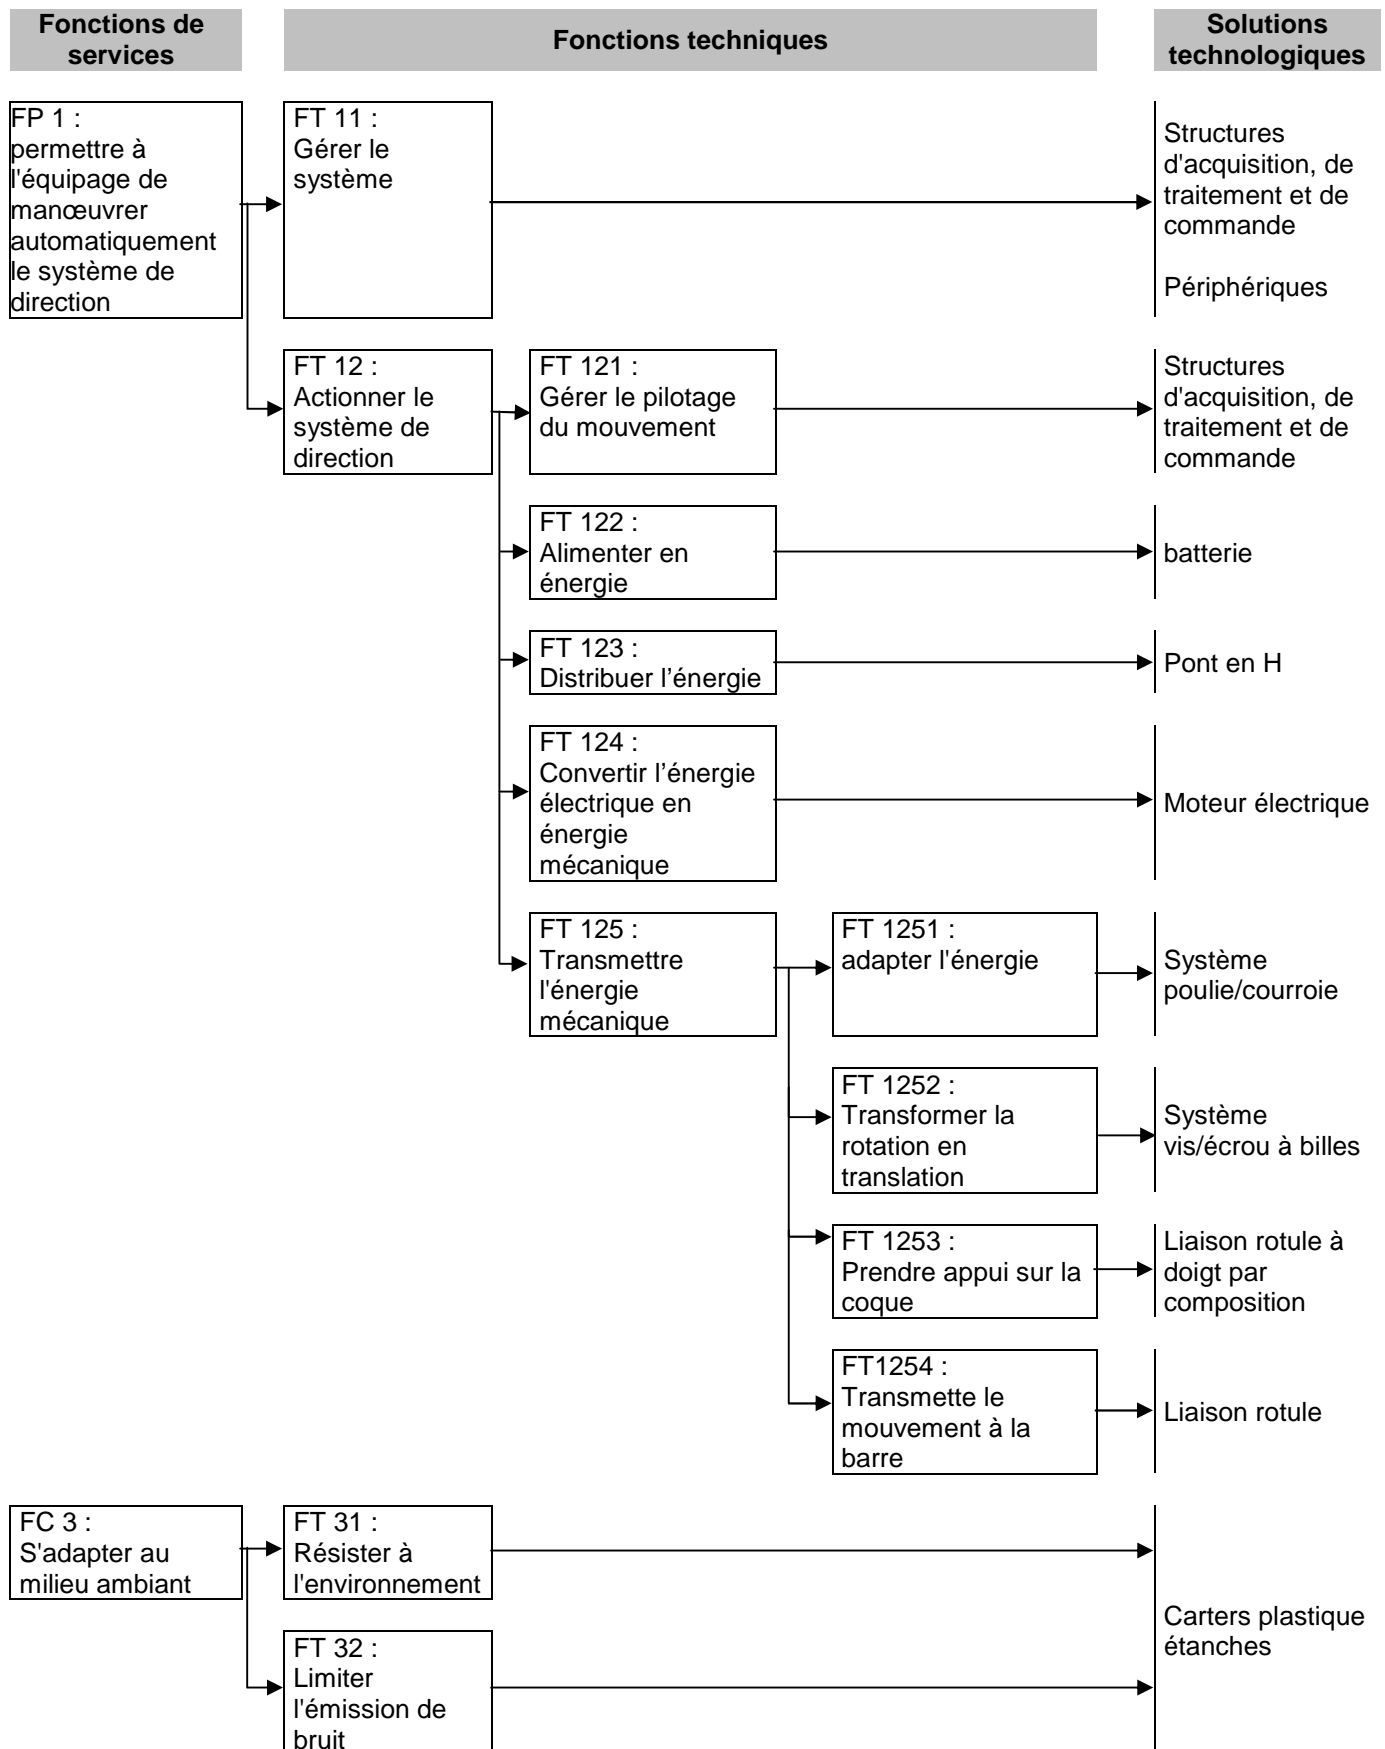 Fonctions de
services
Fonctions techniques
Solutions
technologiques
FP 1 :
permettre à
l'équipage de
manœuvrer
automatiquement
le système de
direction
FT 11 :
Gérer le
système
Structures
d'acquisition, de
traitement et de
commande
Périphériques
FT 12 :
Actionner le
système de
direction
FT 121 :
Gérer le pilotage
du mouvement
Structures
d'acquisition, de
traitement et de
commande
FT 122 :
Alimenter en
énergie
batterie
FT 123 :
Distribuer l’énergie
Pont en H
FT 124 :
Convertir l’énergie
électrique en
énergie
mécanique
Moteur électrique
FT 125 :
Transmettre
l'énergie
mécanique
FT 1251 :
adapter l'énergie
Système
poulie/courroie
FT 1252 :
Transformer la
rotation en
translation
Système
vis/écrou à billes
FT 1253 :
Prendre appui sur la
coque
Liaison rotule à
doigt par
composition
FT1254 :
Transmette le
mouvement à la
barre
Liaison rotule
FC 3 :
S'adapter au
milieu ambiant
FT 31 :
Résister à
l'environnement
FT 32 :
Limiter
l'émission de
bruit
Carters plastique
étanches